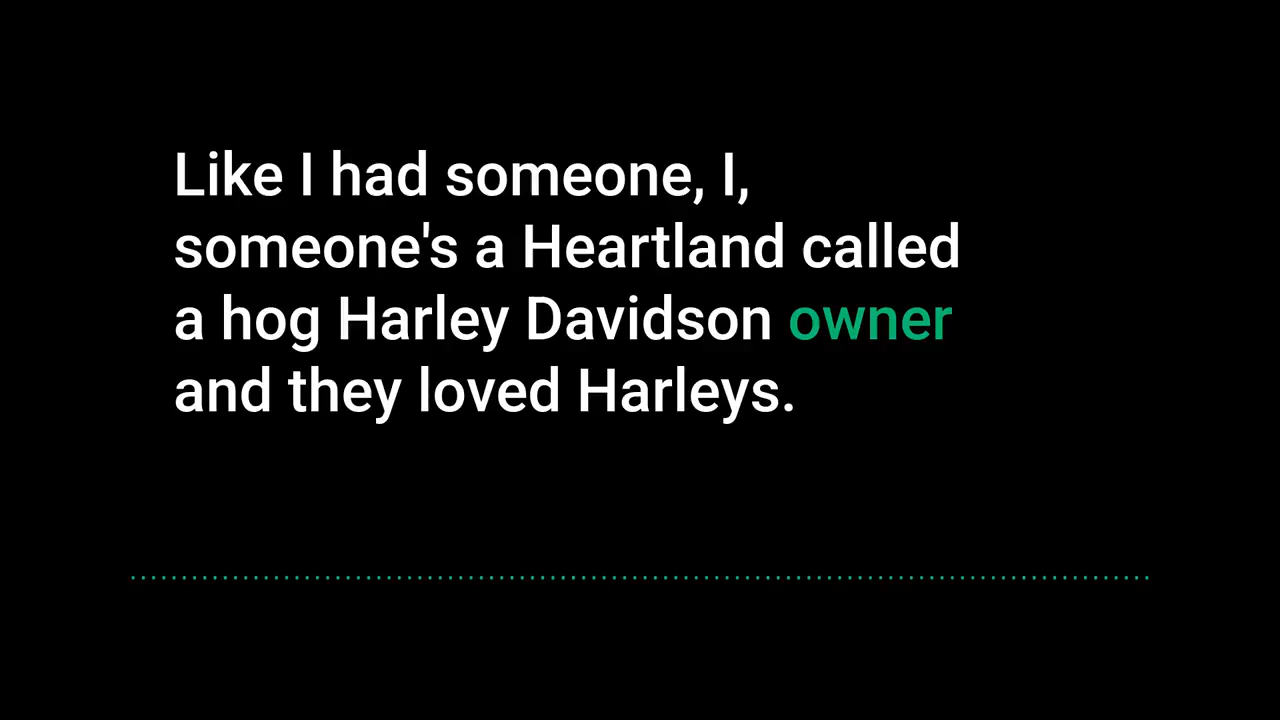 Like I had someone, I,
someone's a Heartland called
a hog Harley Davidson owner
and they loved Harleys.